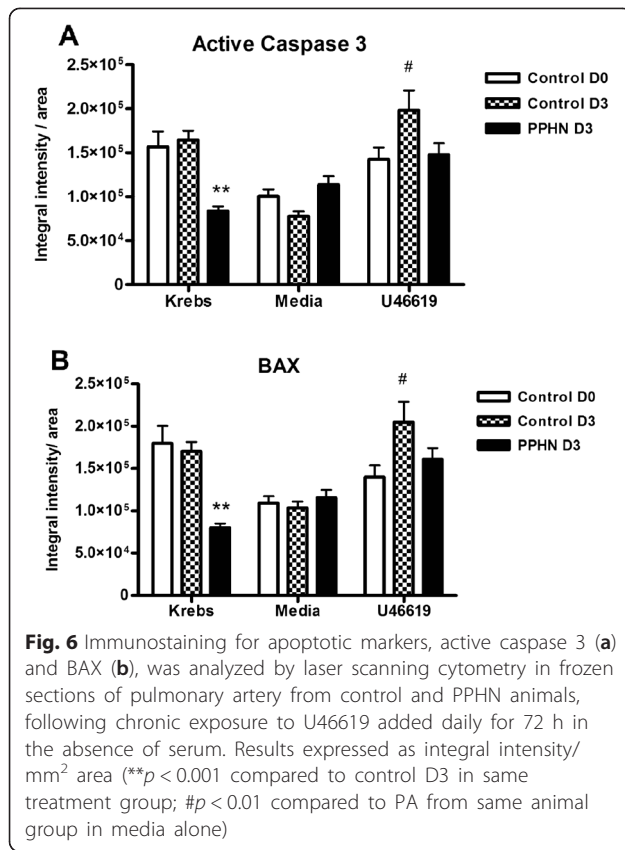 A
Active Caspase 3
Integral intensity / area
2.5×10⁵
2.0×10⁵
1.5×10⁵
1.0×10⁵
5.0×10⁴
0
**
#
Krebs
Media
U46619
Control D0
Control D3
PPHN D3
B
BAX
Integral intensity/ area
2.5×10⁵
2.0×10⁵
1.5×10⁵
1.0×10⁵
5.0×10⁴
0
**
#
Krebs
Media
U46619
Control D0
Control D3
PPHN D3
Fig. 6 Immunostaining for apoptotic markers, active caspase 3 (a)
and BAX (b), was analyzed by laser scanning cytometry in frozen
sections of pulmonary artery from control and PPHN animals,
following chronic exposure to U46619 added daily for 72 h in
the absence of serum. Results expressed as integral intensity/
mm² area (**p < 0.001 compared to control D3 in same
treatment group; #p < 0.01 compared to PA from same animal
group in media alone)